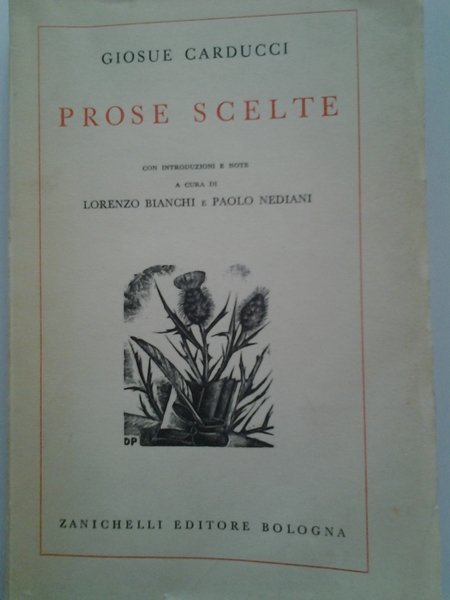 GIOSUE CARDUCCI
PROSE SCELTE
CON INTRODUZIONI E NOTE
A CURA DI
LORENZO BIANCHI E PAOLO NEDIANI
DP
ZANICHELLI EDITORE BOLOGNA